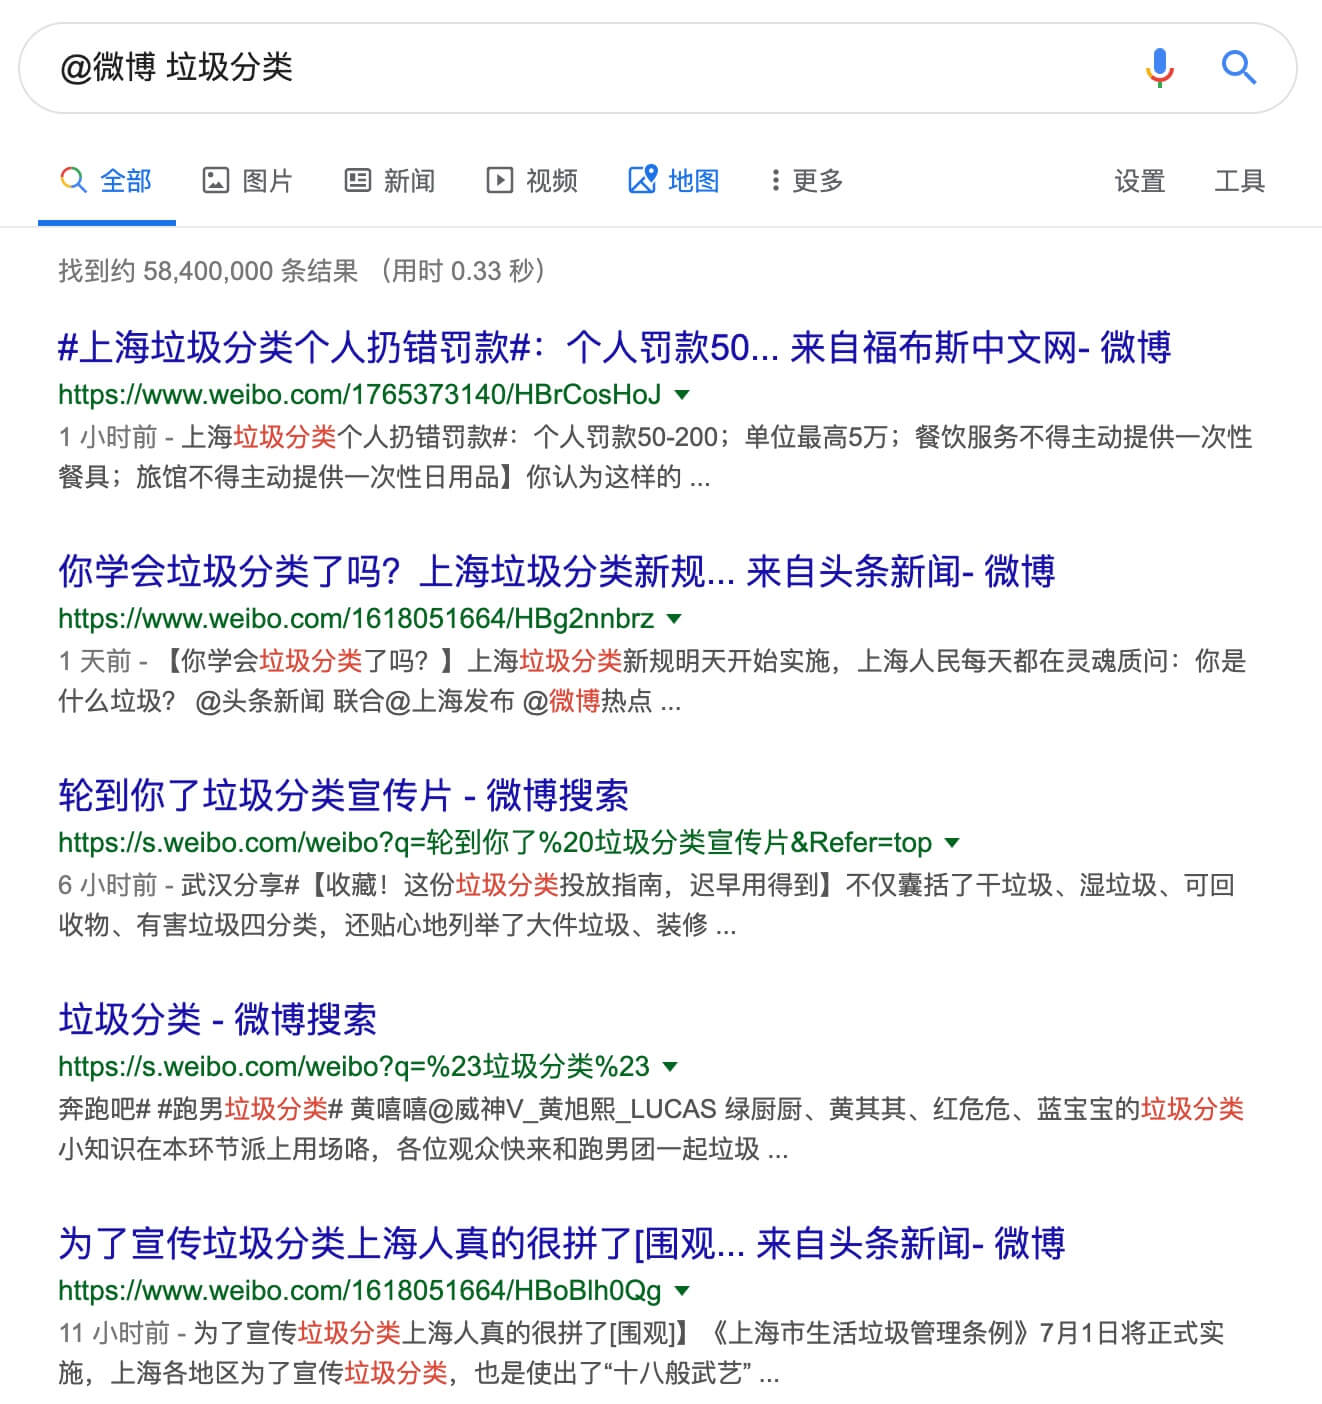 @微博 垃圾分类
全部 图片 新闻 视频 地图 更多 设置 工具
找到约 58,400,000 条结果 （用时 0.33 秒）
#上海垃圾分类个人扔错罚款#：个人罚款50... 来自福布斯中文网- 微博
https://www.weibo.com/1765373140/HBrCosHoJ
1 小时前 - 上海垃圾分类个人扔错罚款#：个人罚款50-200；单位最高5万；餐饮服务不得主动提供一次性
餐具；旅馆不得主动提供一次性日用品】你认为这样的 ...
你学会垃圾分类了吗？上海垃圾分类新规... 来自头条新闻- 微博
https://www.weibo.com/1618051664/HBg2nnbrz
1 天前 - 【你学会垃圾分类了吗？】上海垃圾分类新规明天开始实施，上海人民每天都在灵魂质问：你是
什么垃圾？ @头条新闻 联合@上海发布 @微博热点 ...
轮到你了垃圾分类宣传片 - 微博搜索
https://s.weibo.com/weibo?q=轮到你了%20垃圾分类宣传片&Refer=top
6 小时前 - 武汉分享#【收藏！这份垃圾分类投放指南，迟早用得到】不仅囊括了干垃圾、湿垃圾、可回
收物、有害垃圾四分类，还贴心地列举了大件垃圾、装修 ...
垃圾分类 - 微博搜索
https://s.weibo.com/weibo?q=%23垃圾分类%23
奔跑吧# #跑男垃圾分类# 黄嘻嘻@威神V_黄旭熙_LUCAS 绿厨厨、黄其其、红危危、蓝宝宝的垃圾分类
小知识在本环节派上用场咯，各位观众快来和跑男团一起垃圾 ...
为了宣传垃圾分类上海人真的很拼了[围观... 来自头条新闻- 微博
https://www.weibo.com/1618051664/HBoBlh0Qg
11 小时前 - 为了宣传垃圾分类上海人真的很拼了[围观]】《上海市生活垃圾管理条例》7月1日将正式实
施，上海各地区为了宣传垃圾分类，也是使出了“十八般武艺” ...